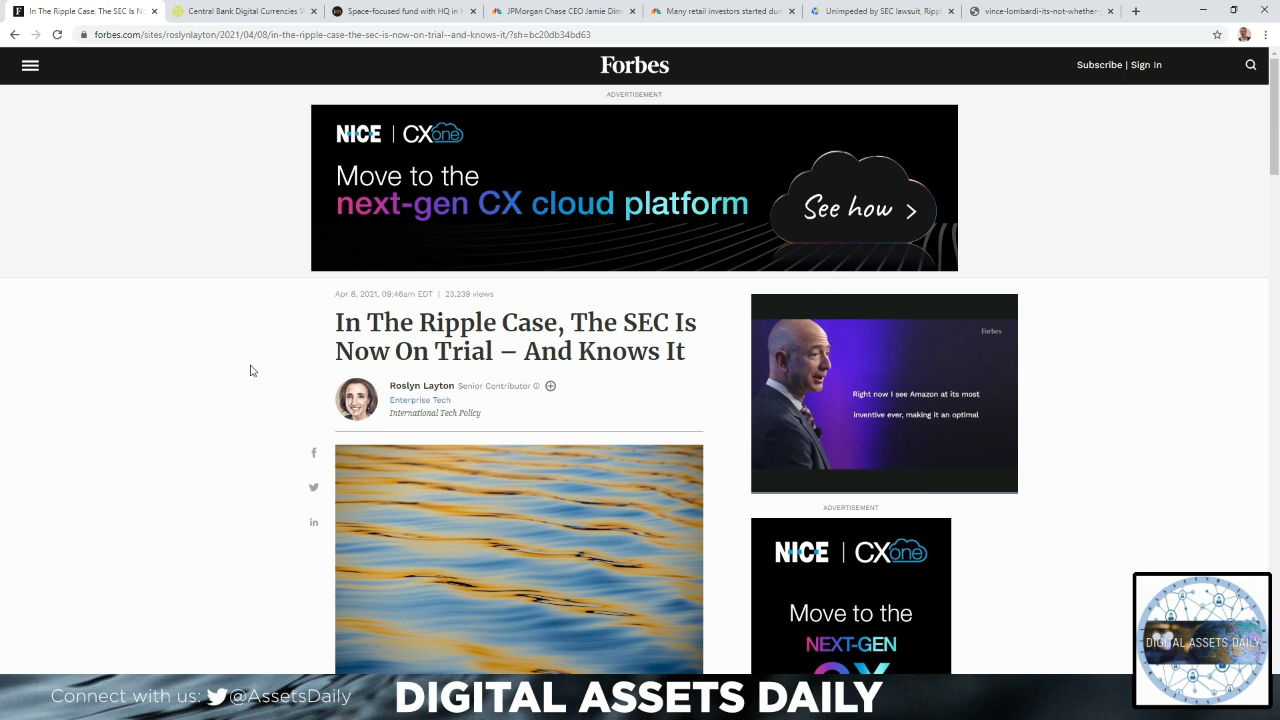 In The Ripple Case, The SEC Is N
Central Bank Digital Currencies W
Space-focused fund with HQ in L
JPMorgan Chase CEO Jamie Dim
Many retail investors started du
Unimpeded by SEC lawsuit, Ripp
vince-lombardi-its-not-whether-
forbes.com/sites/roslynlayton/2021/04/08/in-the-ripple-case-the-sec-is-now-on-trial--and-knows-it/?sh=bc20db34bd63
Forbes
Subscribe | Sign In
ADVERTISEMENT
NICE | CXone
Move to the
next-gen CX cloud platform
See how >
Apr 8, 2021, 09:46am EDT | 23,239 views
In The Ripple Case, The SEC Is
Now On Trial – And Knows It
Roslyn Layton Senior Contributor
Enterprise Tech
International Tech Policy
Forbes
Right now I see Amazon at its most
inventive ever, making it an optimal
ADVERTISEMENT
NICE | CXone
Move to the
NEXT-GEN
CX
DIGITAL ASSETS DAILY
Connect with us: @AssetsDaily
DIGITAL ASSETS DAILY